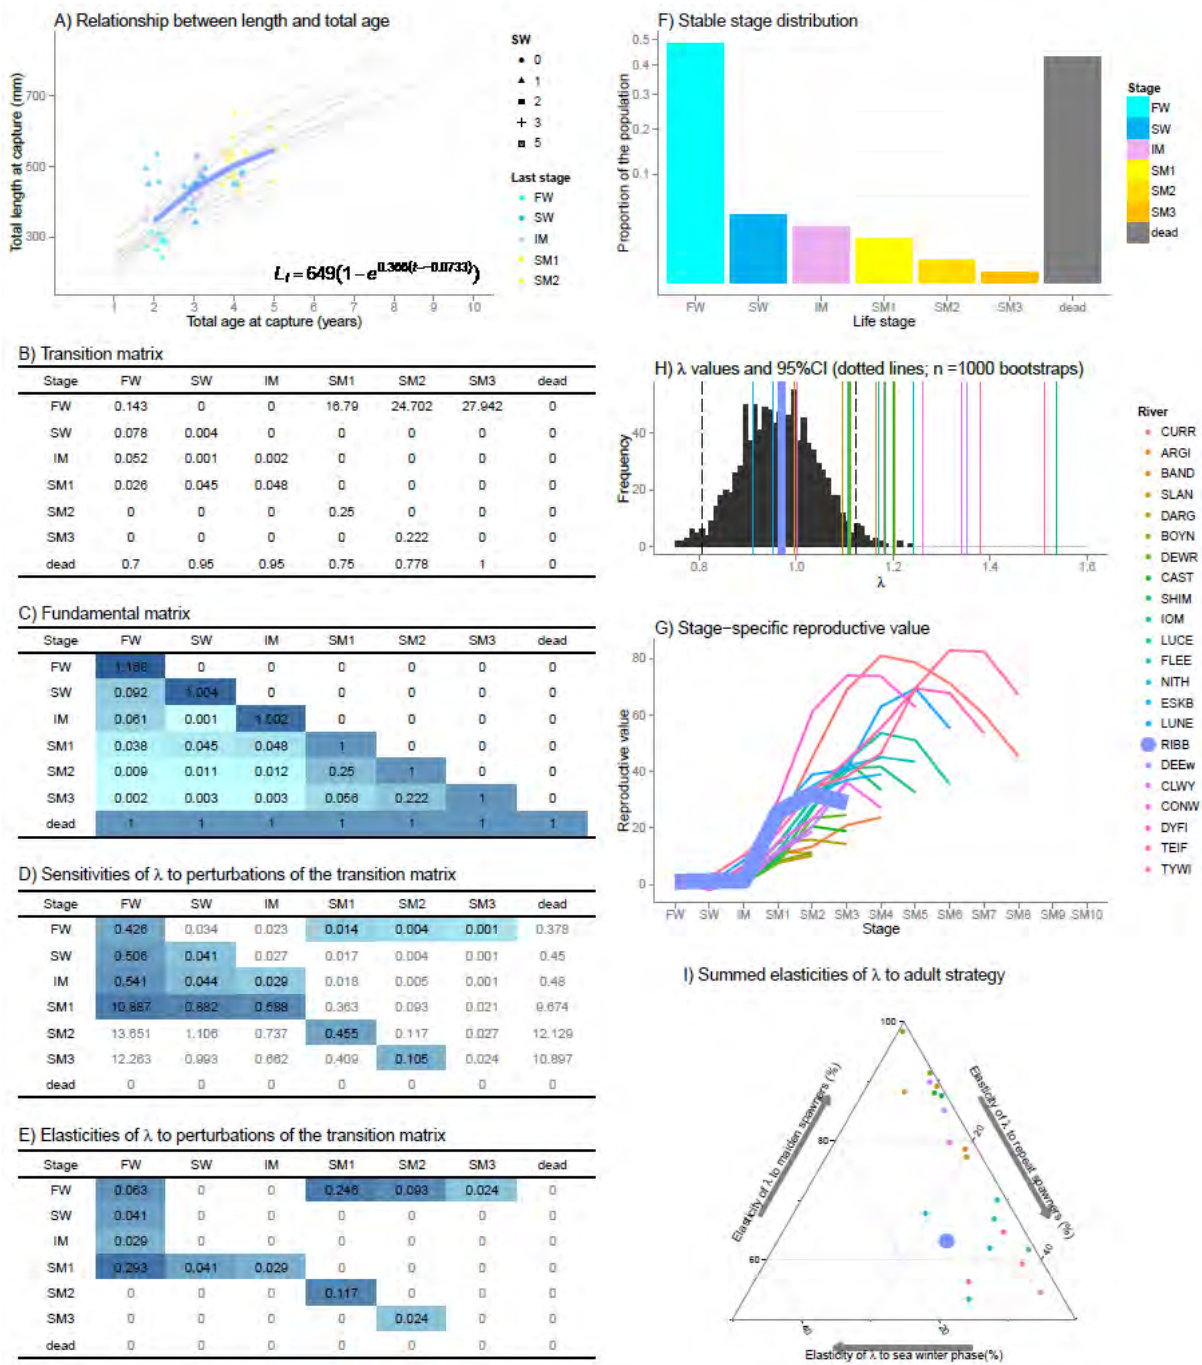 A) Relationship between length and total age
Total length at capture (mm)
700
500
300
1 2 3 4 5 6 7 8 9 10
Total age at capture (years)
SW
0
1
2
3
5
Last stage
FW
SW
IM
SM1
SM2
B) Transition matrix
Stage FW SW IM SM1 SM2 SM3 dead
FW 0.143 0 0 16.79 24.702 27.942 0
SW 0.078 0.004 0 0 0 0 0
IM 0.052 0.001 0.002 0 0 0 0
SM1 0.026 0.045 0.048 0 0 0 0
SM2 0 0 0 0.25 0 0 0
SM3 0 0 0 0 0.222 0 0
dead 0.7 0.95 0.95 0.75 0.778 1 0
C) Fundamental matrix
Stage FW SW IM SM1 SM2 SM3 dead
FW 0 0 0 0 0 0
SW 0.092 1.004 0 0 0 0 0
IM 0.061 0.001 1.002 0 0 0 0
SM1 0.038 0.045 0.048 1 0 0 0
SM2 0.009 0.011 0.012 0.25 1 0 0
SM3 0.002 0.003 0.003 0.056 0.222 1 0
dead 1 1 1 1 1 1 1
D) Sensitivities of λ to perturbations of the transition matrix
Stage FW SW IM SM1 SM2 SM3 dead
FW 0.426 0.034 0.023 0.014 0.004 0.001 0.378
SW 0.506 0.041 0.027 0.017 0.004 0.001 0.45
IM 0.541 0.044 0.029 0.018 0.005 0.001 0.48
SM1 10.887 0.882 0.588 0.363 0.093 0.021 9.674
SM2 13.651 1.106 0.737 0.455 0.117 0.027 12.129
SM3 12.263 0.993 0.662 0.409 0.105 0.024 10.897
dead 0 0 0 0 0 0 0
E) Elasticities of λ to perturbations of the transition matrix
Stage FW SW IM SM1 SM2 SM3 dead
FW 0.063 0 0 0.246 0.093 0.024 0
SW 0.041 0 0 0 0 0 0
IM 0.029 0 0 0 0 0 0
SM1 0.293 0.041 0.029 0 0 0 0
SM2 0 0 0 0.117 0 0 0
SM3 0 0 0 0 0.024 0 0
dead 0 0 0 0 0 0 0
F) Stable stage distribution
Proportion of the population
0.5
0.4
0.3
0.2
0.1
FW SW IM SM1 SM2 SM3 dead
Life stage
Stage
FW
SW
IM
SM1
SM2
SM3
dead
H) λ values and 95%CI (dotted lines; n =1000 bootstraps)
Frequency
40
20
0
0.8 1.0 1.2 1.4 1.6
λ
River
CURR
ARGI
BAND
SLAN
DARG
BOYN
DEWR
CAST
SHIM
IOM
LUCE
FLEE
NITH
ESKB
LUNE
RIBB
DEEw
CLWY
CONW
DYFI
TEIF
TYWI
G) Stage−specific reproductive value
Reproductive value
80
60
40
20
0
FW SW IM SM1 SM2 SM3 SM4 SM5 SM6 SM7 SM8 SM9 SM10
Stage
I) Summed elasticities of λ to adult strategy
100
80
60
20
40
40
20
Elasticity of λ to maiden spawners (%)
Elasticity of λ to repeat spawners (%)
Elasticity of λ to sea winter phase(%)